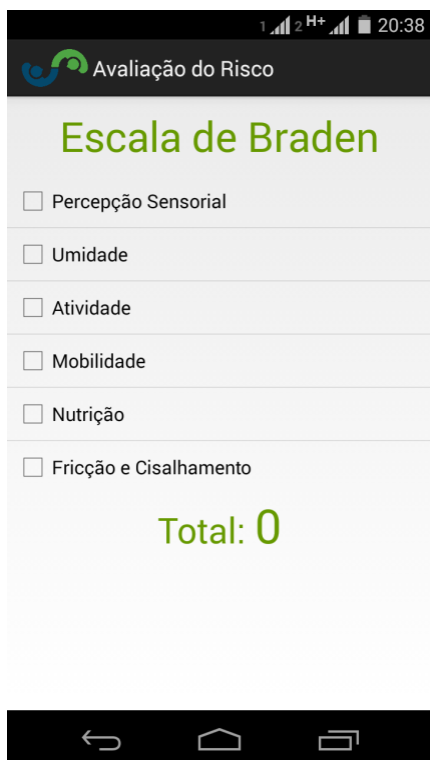 1 2 H+ 20:38
Avaliação do Risco
Escala de Braden
Percepção Sensorial
Umidade
Atividade
Mobilidade
Nutrição
Fricção e Cisalhamento
Total: 0